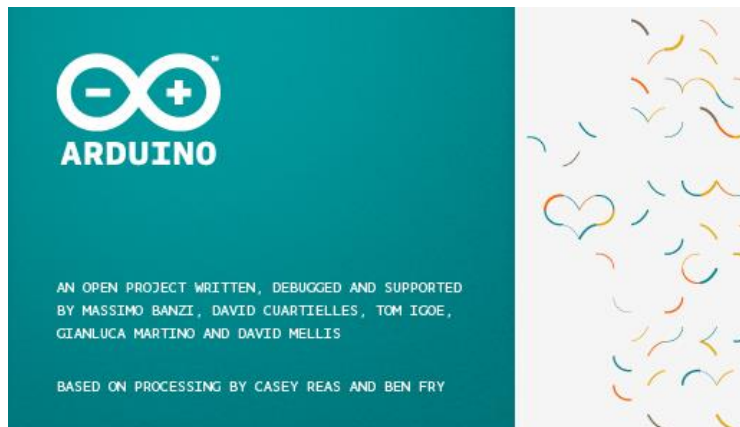 ARDUINO
AN OPEN PROJECT WRITTEN, DEBUGGED AND SUPPORTED
BY MASSIMO BANZI, DAVID CUARTIELLES, TOM IGOE,
GIANLUCA MARTINO AND DAVID MELLIS
BASED ON PROCESSING BY CASEY REAS AND BEN FRY